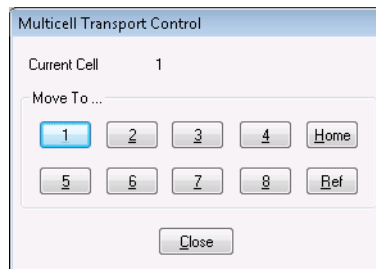 Multicell Transport Control
Current Cell 1
Move To ...
1 2 3 4 Home
5 6 7 8 Ref
Close